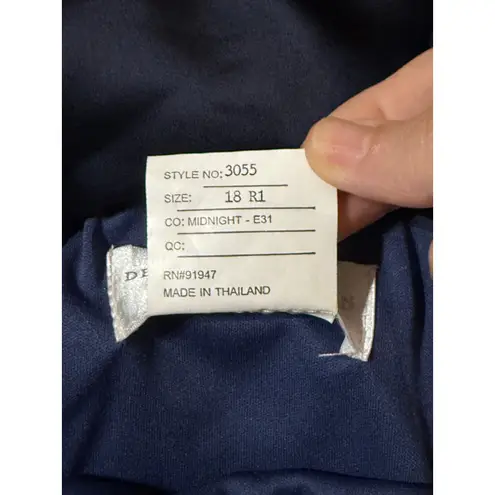 STYLE NO: 3055
SIZE: 18 R1
CO: MIDNIGHT - E31
QC:
RN#91947
MADE IN THAILAND